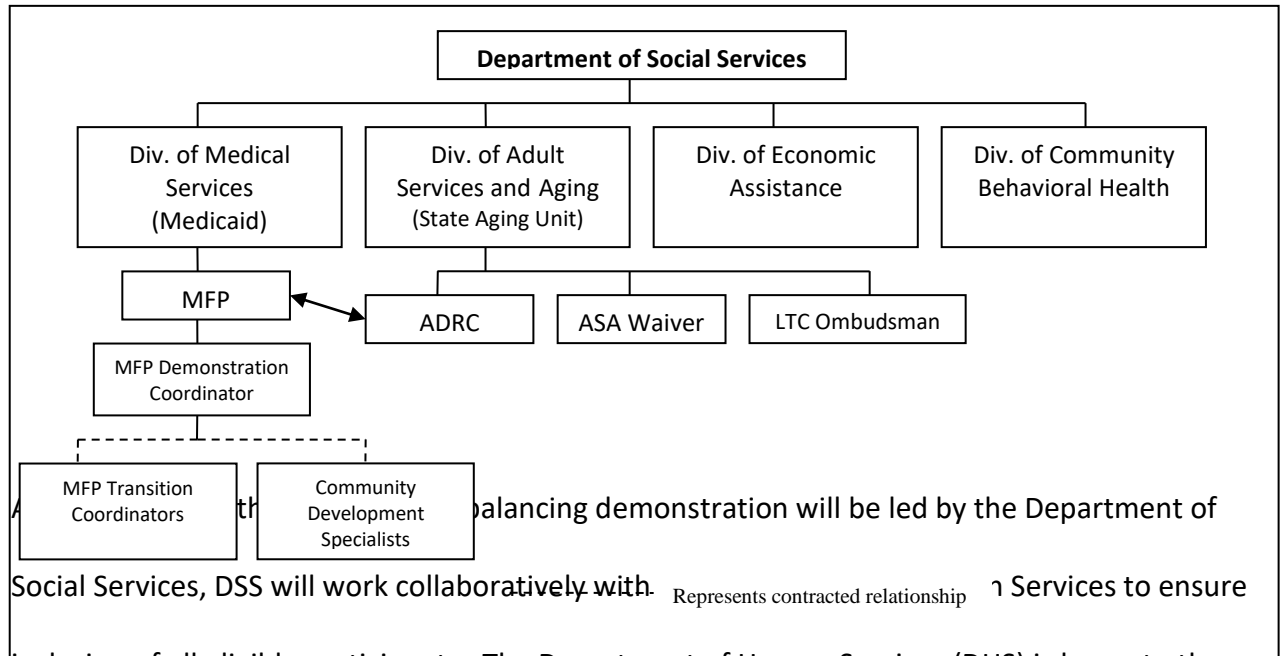 Department of Social Services
Div. of Medical
Services
(Medicaid)
Div. of Adult
Services and Aging
(State Aging Unit)
Div. of Economic
Assistance
Div. of Community
Behavioral Health
MFP
ADRC
ASA Waiver
LTC Ombudsman
MFP Demonstration
Coordinator
MFP Transition
Coordinators
Community
Development
Specialists
balancing demonstration will be led by the Department of
Social Services, DSS will work collaboratively with
Represents contracted relationship
Services to ensure